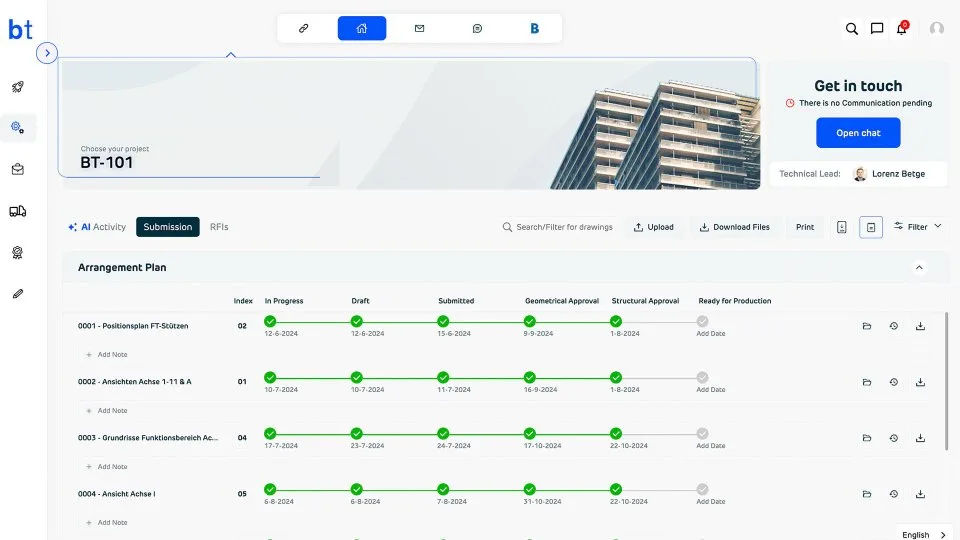 bt
B
0
Choose your project
BT-101
Get in touch
There is no Communication pending
Open chat
Technical Lead: Lorenz Betge
AI Activity Submission RFIs Search/Filter for drawings Upload Download Files Print Filter
Arrangement Plan
Index In Progress Draft Submitted Geometrical Approval Structural Approval Ready for Production
0001 - Positionsplan FT-Stützen 02
12-6-2024 12-6-2024 15-6-2024 9-9-2024 1-8-2024 Add Date
+ Add Note
0002 - Ansichten Achse 1-11 & A 01
10-7-2024 10-7-2024 11-7-2024 16-9-2024 1-8-2024 Add Date
+ Add Note
0003 - Grundrisse Funktionsbereich Ac... 04
17-7-2024 23-7-2024 24-7-2024 17-10-2024 22-10-2024 Add Date
+ Add Note
0004 - Ansicht Achse I 05
6-8-2024 6-8-2024 7-8-2024 31-10-2024 22-10-2024 Add Date
+ Add Note
English